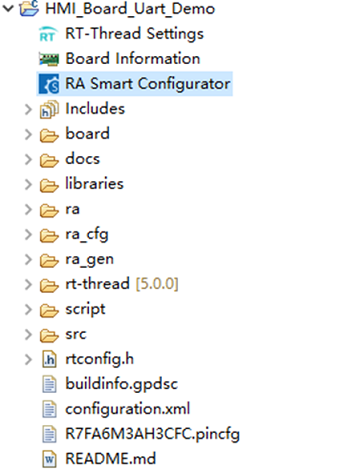 HMI_Board_Uart_Demo
RT-Thread Settings
Board Information
RA Smart Configurator
Includes
board
docs
libraries
ra
ra_cfg
ra_gen
rt-thread [5.0.0]
script
src
rtconfig.h
buildinfo.gpdsc
configuration.xml
R7FA6M3AH3CFC.pincfg
README.md